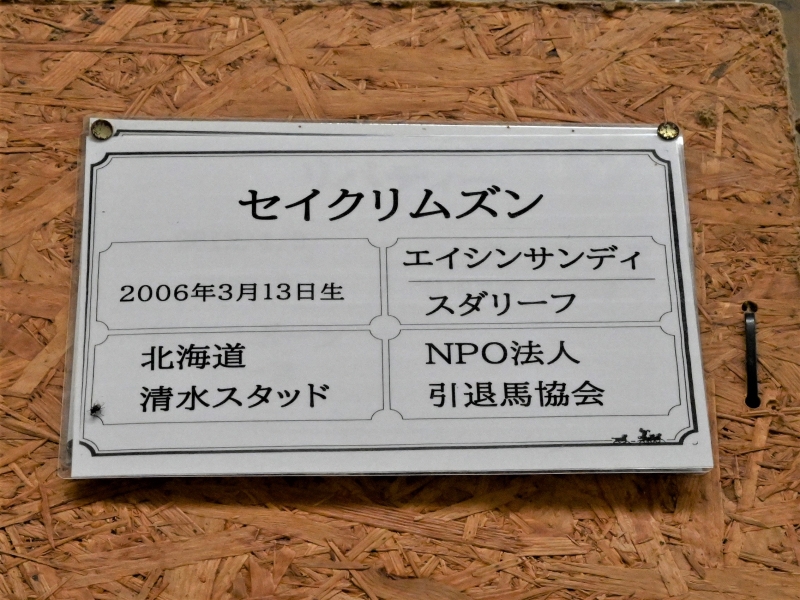 セイクリムズン
2006年3月13日生
エイシンサンディ
スダリーフ
北海道
清水スタッド
NPO法人
引退馬協会